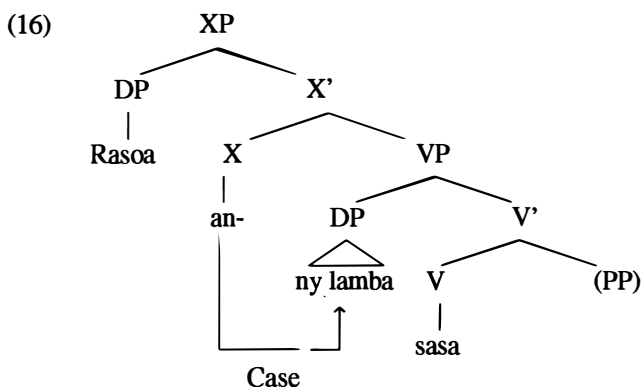 (16) XP
DP X’
Rasoa X VP
an- DP V’
ny lamba V (PP)
sasa
Case